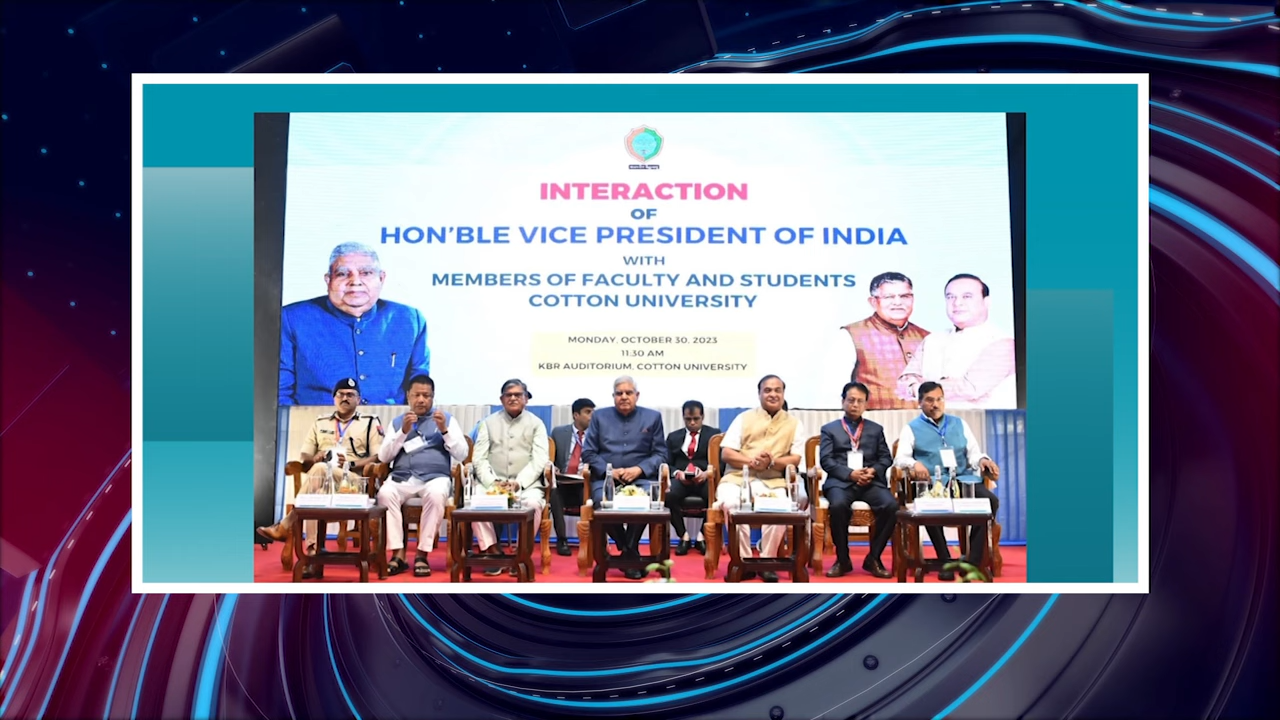 INTERACTION
OF
HON'BLE VICE PRESIDENT OF INDIA
WITH
MEMBERS OF FACULTY AND STUDENTS
COTTON UNIVERSITY
MONDAY, OCTOBER 30, 2023
11:30 AM
KBR AUDITORIUM, COTTON UNIVERSITY